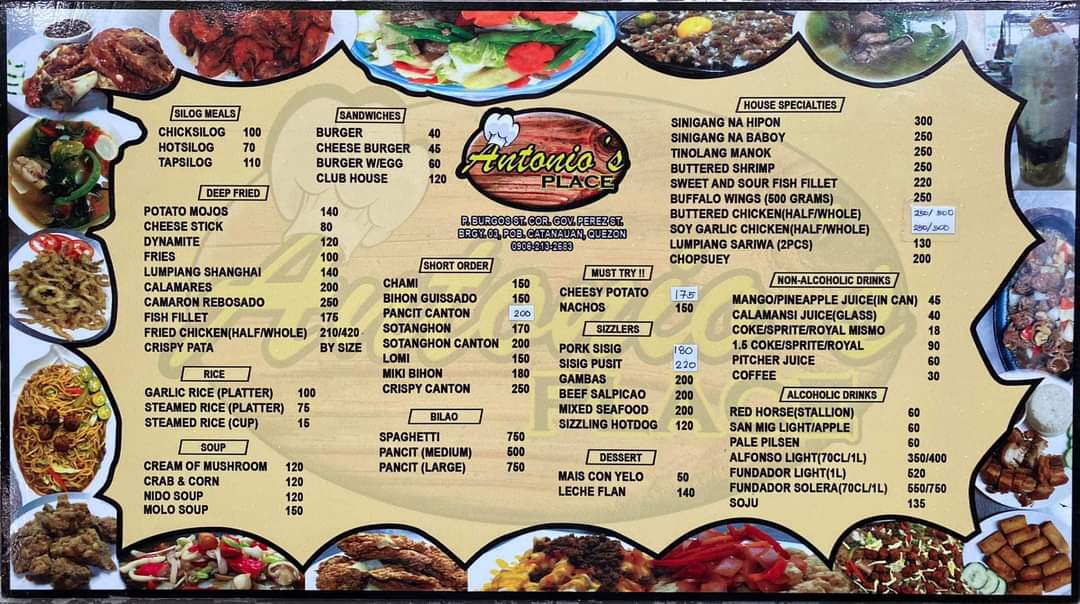 SILOG MEALS
CHICKSILOG 100
HOTSILOG 70
TAPSILOG 110
DEEP FRIED
POTATO MOJOS 140
CHEESE STICK 80
DYNAMITE 120
FRIES 100
LUMPIANG SHANGHAI 140
CALAMARES 200
CAMARON REBOSADO 250
FISH FILLET 175
FRIED CHICKEN(HALF/WHOLE) 210/420
CRISPY PATA BY SIZE
RICE
GARLIC RICE (PLATTER) 100
STEAMED RICE (PLATTER) 75
STEAMED RICE (CUP) 15
SOUP
CREAM OF MUSHROOM 120
CRAB & CORN 120
NIDO SOUP 120
MOLO SOUP 150
SANDWICHES
BURGER 40
CHEESE BURGER 45
BURGER W/EGG 60
CLUB HOUSE 120
Antonio's
PLACE
P. BURGOS ST. COR. GOV. PEREZ ST.
BRGY. 03, POB. CATANAUAN, QUEZON
0906-213-2683
SHORT ORDER
CHAMI 150
BIHON GUISSADO 150
PANCIT CANTON 200
SOTANGHON 170
SOTANGHON CANTON 200
LOMI 150
MIKI BIHON 180
CRISPY CANTON 250
BILAO
SPAGHETTI 750
PANCIT (MEDIUM) 500
PANCIT (LARGE) 750
MUST TRY !!
CHEESY POTATO 175
NACHOS 150
SIZZLERS
PORK SISIG 180
SISIG PUSIT 220
GAMBAS 200
BEEF SALPICAO 200
MIXED SEAFOOD 200
SIZZLING HOTDOG 120
DESSERT
MAIS CON YELO 50
LECHE FLAN 140
HOUSE SPECIALTIES
SINIGANG NA HIPON 300
SINIGANG NA BABOY 250
TINOLANG MANOK 250
BUTTERED SHRIMP 250
SWEET AND SOUR FISH FILLET 220
BUFFALO WINGS (500 GRAMS) 250
BUTTERED CHICKEN(HALF/WHOLE) 250/500
SOY GARLIC CHICKEN(HALF/WHOLE) 250/500
LUMPIANG SARIWA (2PCS) 130
CHOPSUEY 200
NON-ALCOHOLIC DRINKS
MANGO/PINEAPPLE JUICE(IN CAN) 45
CALAMANSI JUICE(GLASS) 40
COKE/SPRITE/ROYAL MISMO 18
1.5 COKE/SPRITE/ROYAL 90
PITCHER JUICE 60
COFFEE 30
ALCOHOLIC DRINKS
RED HORSE(STALLION) 60
SAN MIG LIGHT/APPLE 60
PALE PILSEN 60
ALFONSO LIGHT(70CL/1L) 350/400
FUNDADOR LIGHT(1L) 520
FUNDADOR SOLERA(70CL/1L) 550/750
SOJU 135